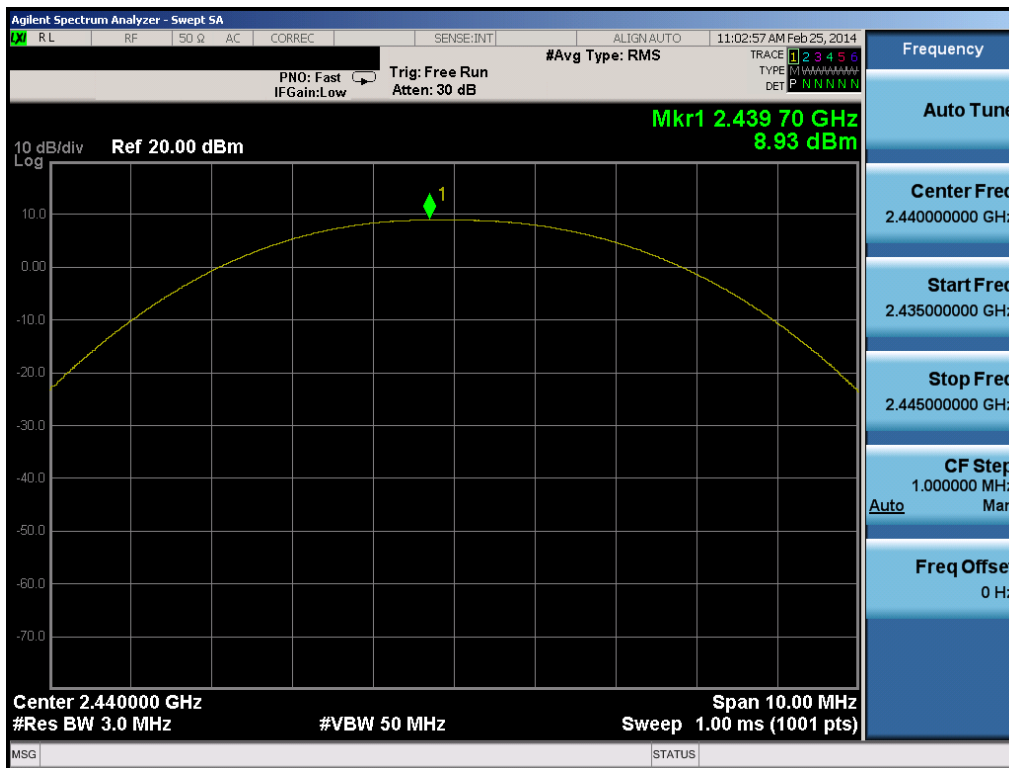 Agilent Spectrum Analyzer - Swept SA
LXI RL RF 50 Ω AC CORREC SENSE:INT ALIGN AUTO 11:02:57 AM Feb 25, 2014
Frequency
#Avg Type: RMS
TRACE 1 2 3 4 5 6
PNO: Fast Trig: Free Run
TYPE M W W W W W
IFGain:Low Atten: 30 dB
DET P N N N N N
Auto Tune
Mkr1 2.439 70 GHz
8.93 dBm
10 dB/div Ref 20.00 dBm
Log
1
10.0
0.00
-10.0
-20.0
-30.0
-40.0
-50.0
-60.0
-70.0
Center Freq
2.440000000 GHz
Start Freq
2.435000000 GHz
Stop Freq
2.445000000 GHz
CF Step
1.000000 MHz
Auto Man
Freq Offset
0 Hz
Center 2.440000 GHz Span 10.00 MHz
#Res BW 3.0 MHz #VBW 50 MHz Sweep 1.00 ms (1001 pts)
MSG STATUS